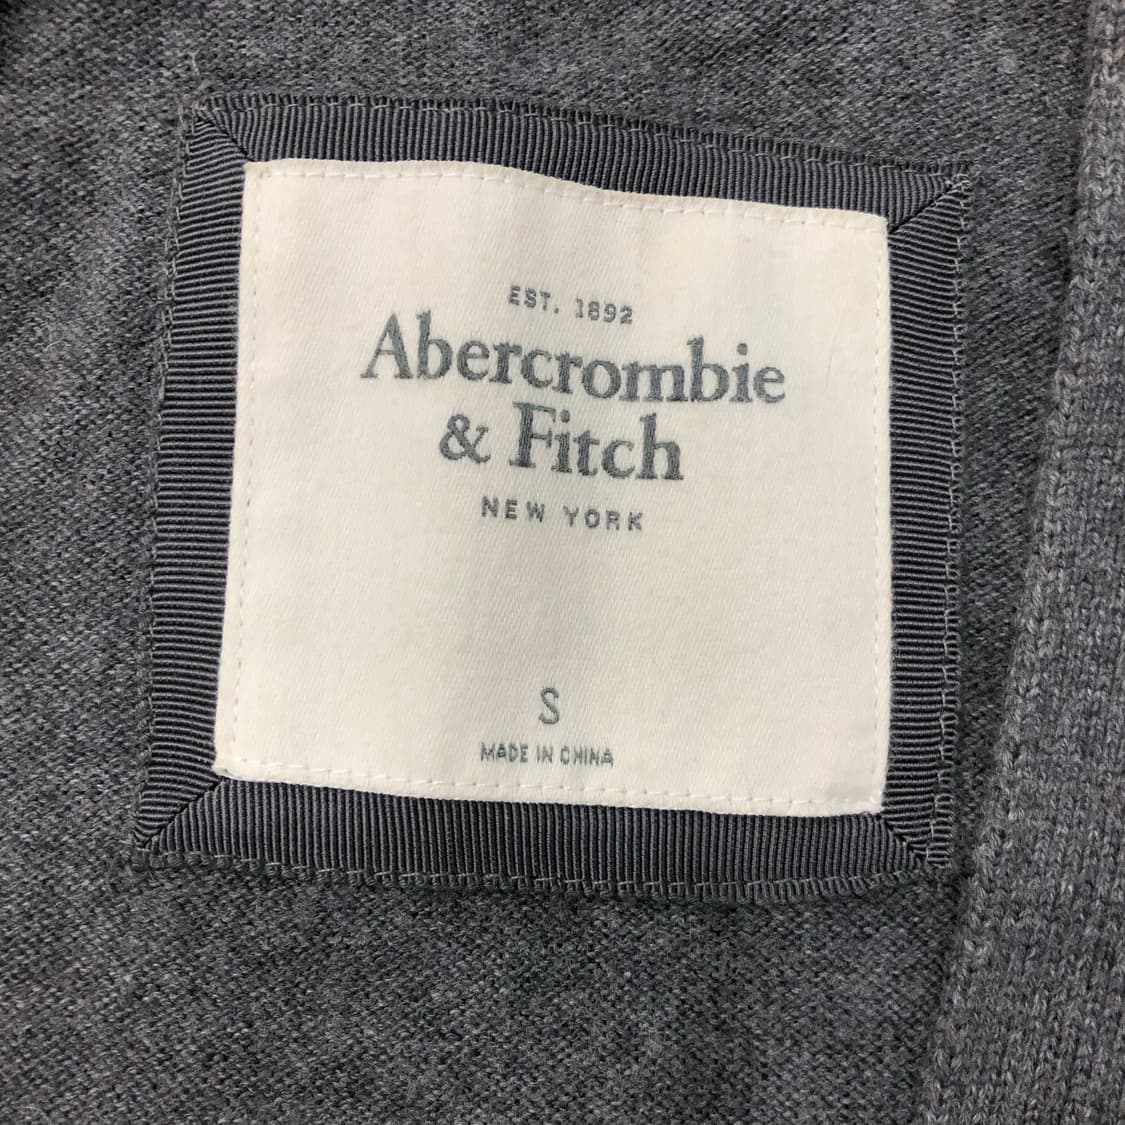 EST. 1892
Abercrombie
& Fitch
NEW YORK
S
MADE IN CHINA